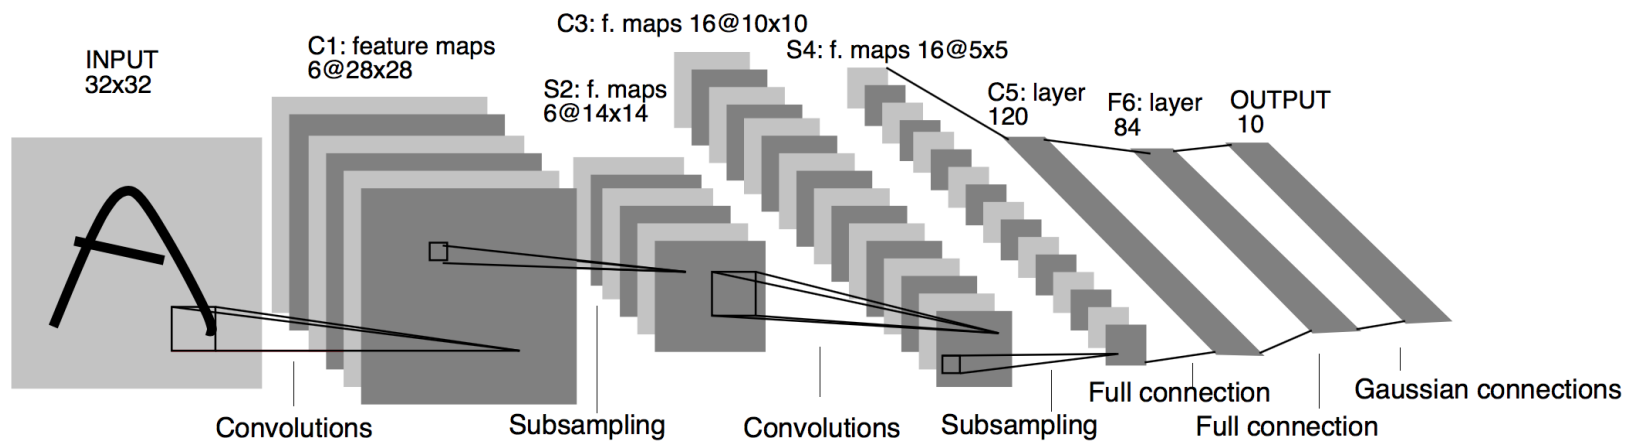 INPUT
32x32
C1: feature maps
6@28x28
S2: f. maps
6@14x14
C3: f. maps 16@10x10
S4: f. maps 16@5x5
C5: layer
120
F6: layer
84
OUTPUT
10
Convolutions
Subsampling
Convolutions
Subsampling
Full connection
Full connection
Gaussian connections